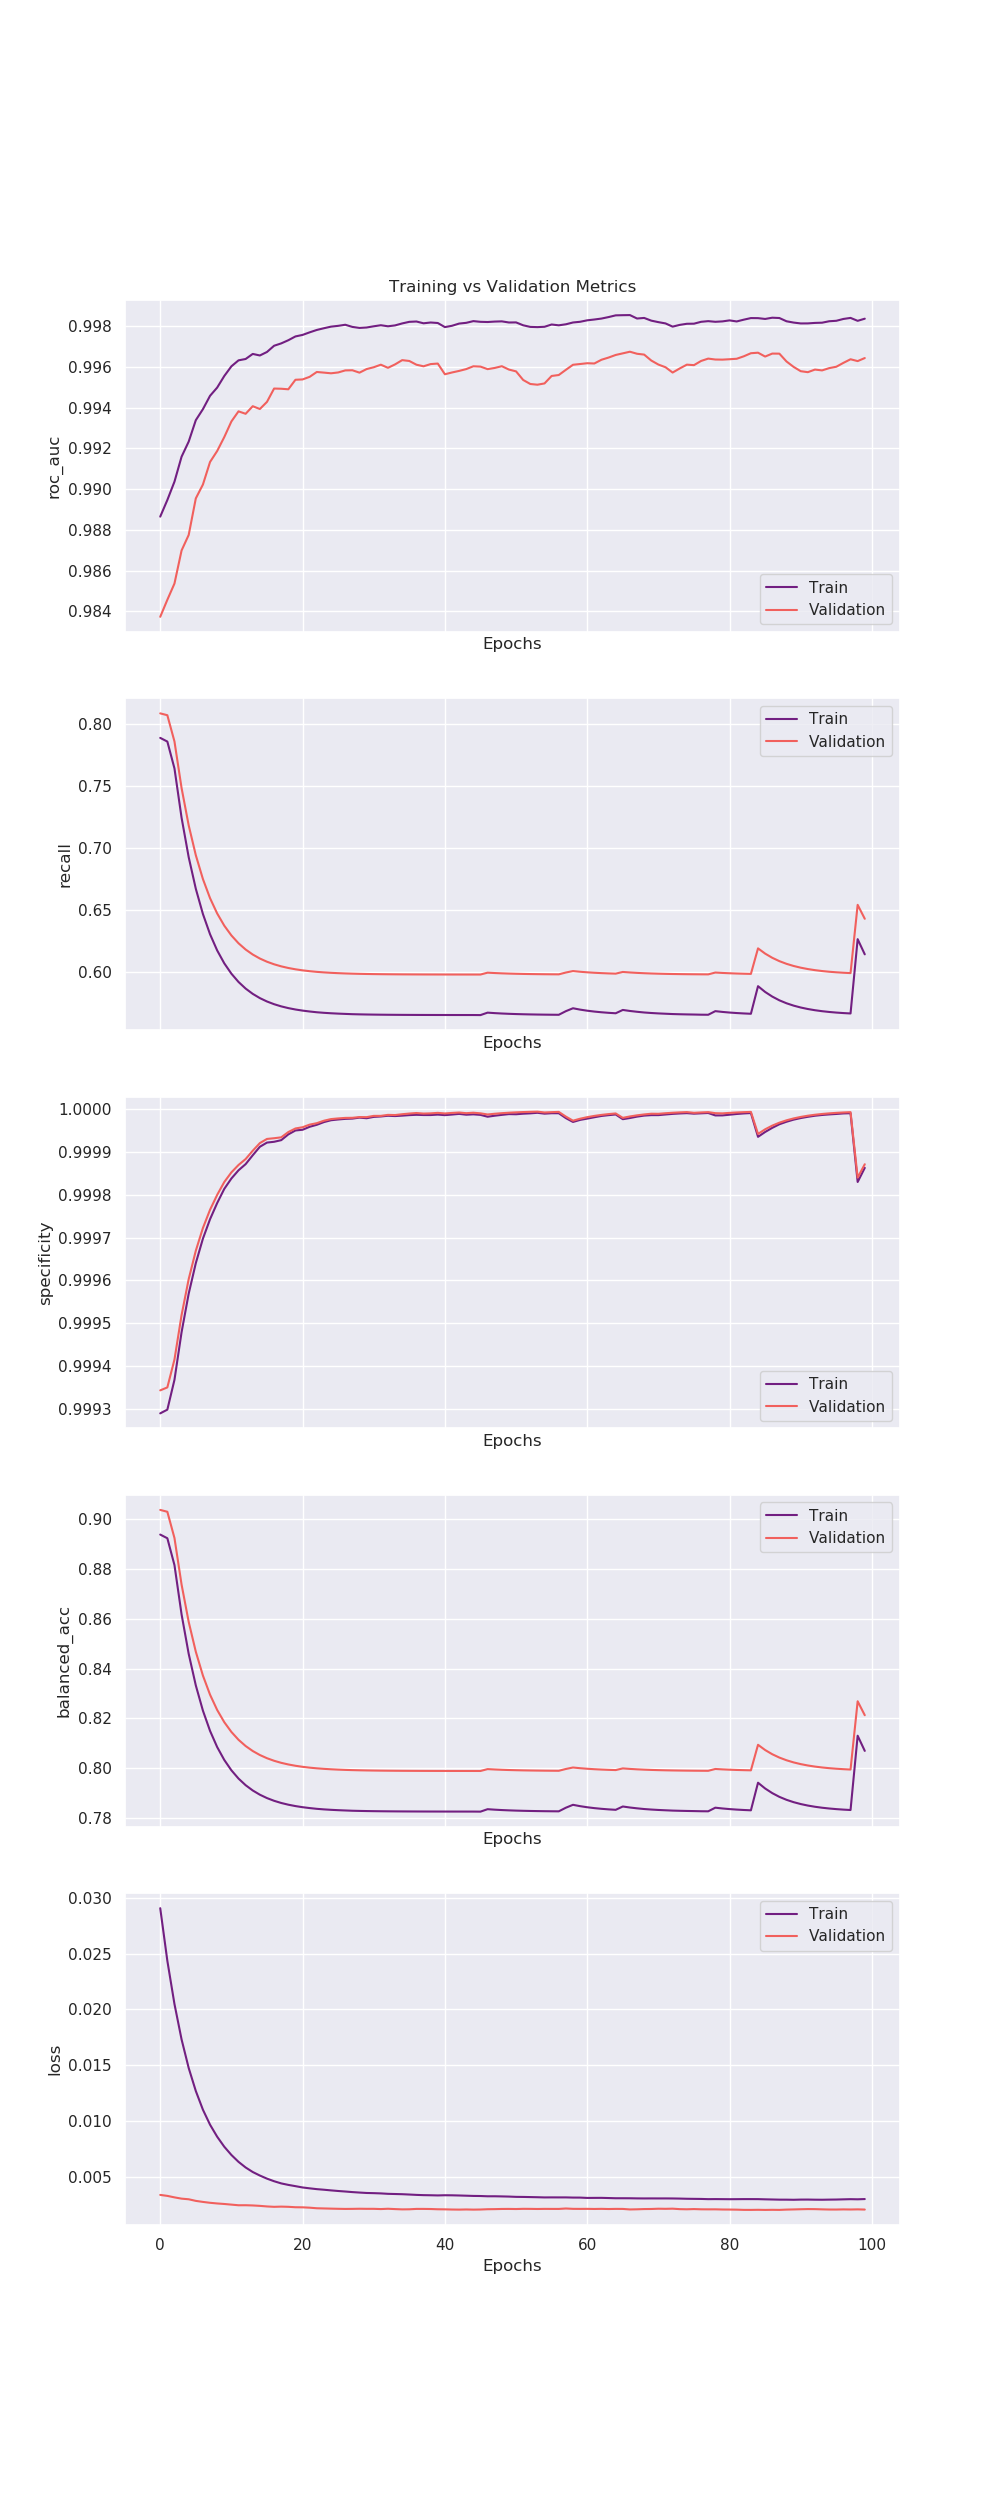 Training vs Validation Metrics
0.998
0.996
0.994
0.992
0.990
0.988
0.986
0.984
roc_auc
Train
Validation
Epochs
0.80
0.75
0.70
0.65
0.60
recall
Train
Validation
Epochs
1.0000
0.9999
0.9998
0.9997
0.9996
0.9995
0.9994
0.9993
specificity
Train
Validation
Epochs
0.90
0.88
0.86
0.84
0.82
0.80
0.78
balanced_acc
Train
Validation
Epochs
0.030
0.025
0.020
0.015
0.010
0.005
loss
Train
Validation
0 20 40 60 80 100
Epochs